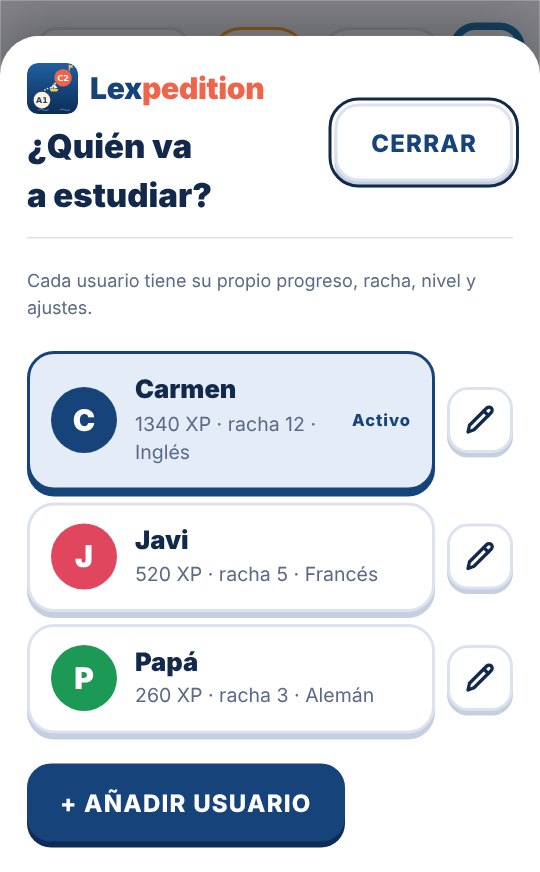 C2
A1
Lexpedition
¿Quién va
a estudiar?
CERRAR
Cada usuario tiene su propio progreso, racha, nivel y
ajustes.
C
Carmen
1340 XP · racha 12 ·
Inglés
Activo
J
Javi
520 XP · racha 5 · Francés
P
Papá
260 XP · racha 3 · Alemán
+ AÑADIR USUARIO